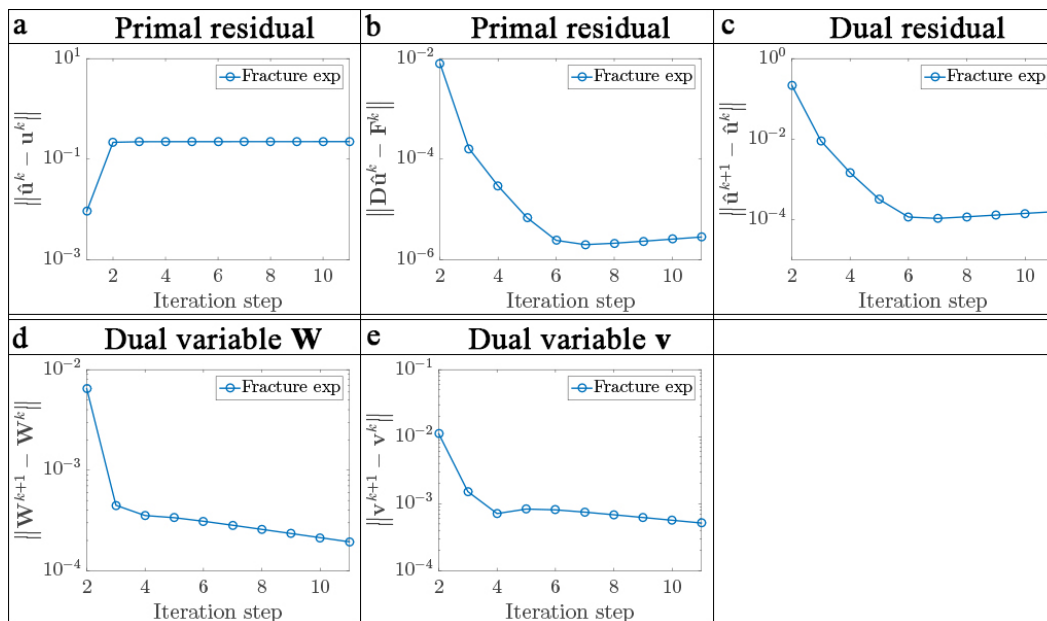 a Primal residual
10^1
10^-1
10^-3
‖û^k − u^k‖
Fracture exp
2 4 6 8 10
Iteration step
b Primal residual
10^-2
10^-4
10^-6
‖Dû^k − F^k‖
Fracture exp
2 4 6 8 10
Iteration step
c Dual residual
10^0
10^-2
10^-4
‖û^{k+1} − û^k‖
Fracture exp
2 4 6 8 10
Iteration step
d Dual variable W
10^-2
10^-3
10^-4
‖W^{k+1} − W^k‖
Fracture exp
2 4 6 8 10
Iteration step
e Dual variable v
10^-1
10^-2
10^-3
10^-4
‖v^{k+1} − v^k‖
Fracture exp
2 4 6 8 10
Iteration step